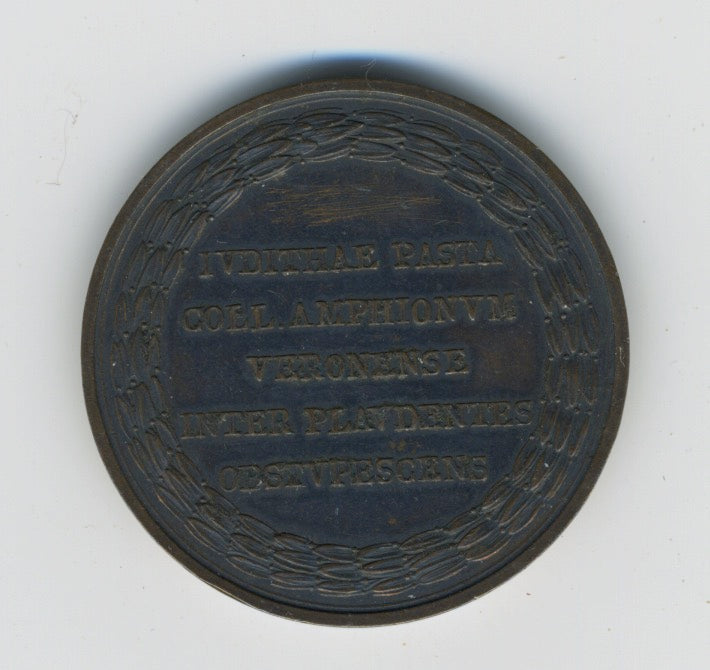 IVDITHAE PASTA
COLL. AMPHIONVM
VERONENSE
INTER PLAVDENTES
OBSTVPESCENS